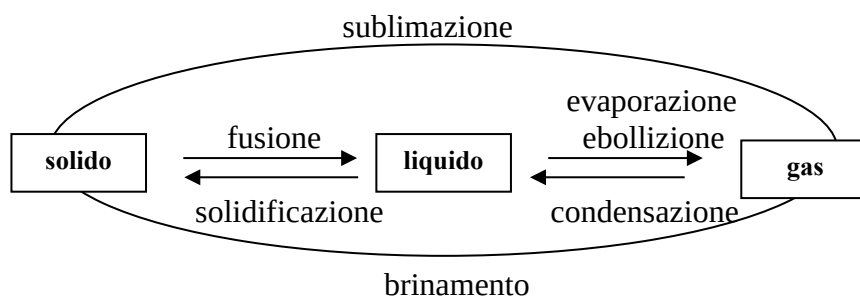 sublimazione
evaporazione
fusione
ebollizione
solido
liquido
gas
solidificazione
condensazione
brinamento